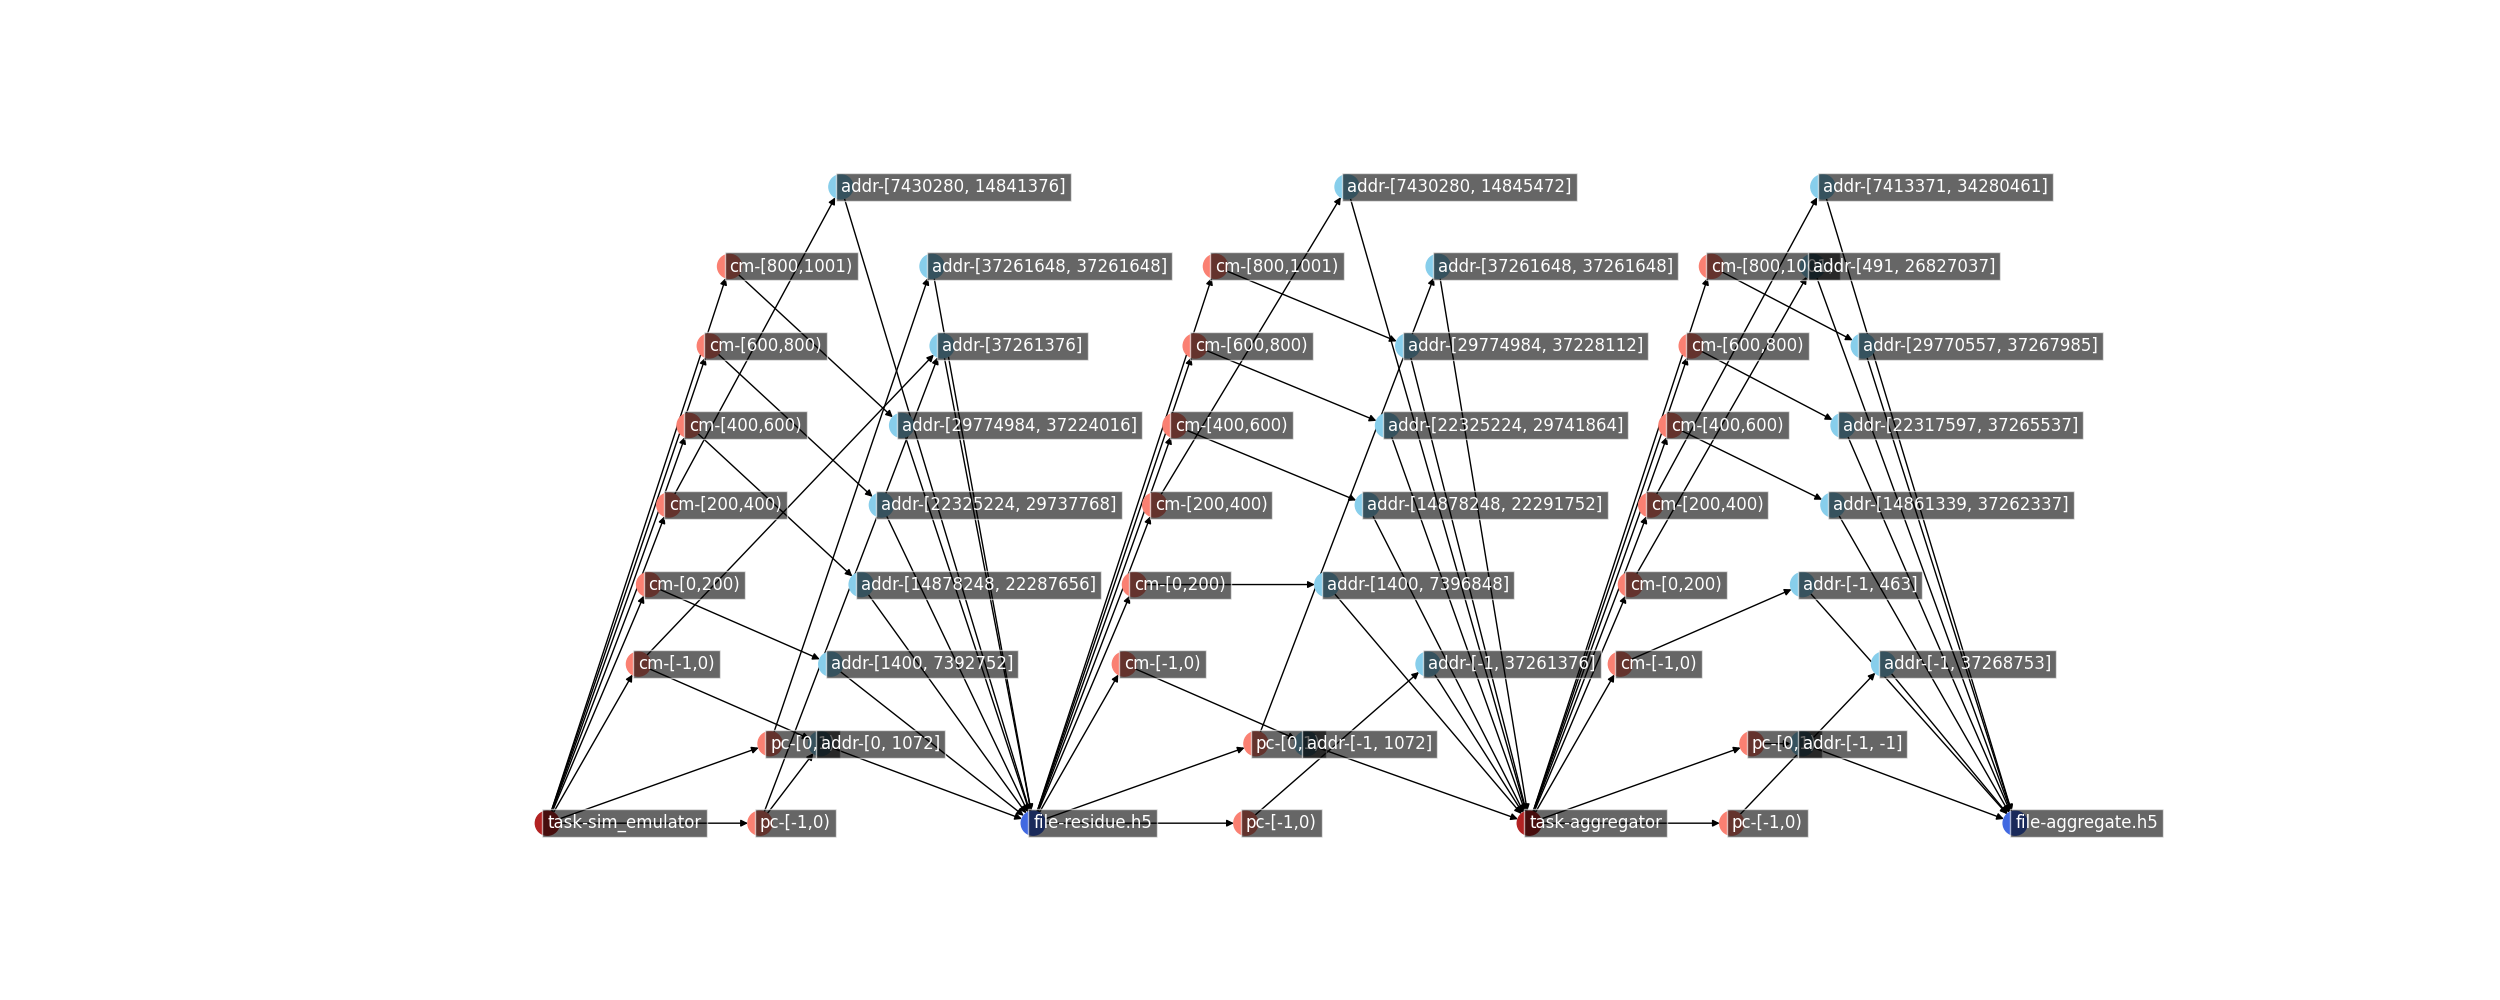 addr-[7430280, 14841376]
addr-[7430280, 14845472]
addr-[7413371, 34280461]
cm-[800,1001)
addr-[37261648, 37261648]
cm-[800,1001)
addr-[37261648, 37261648]
cm-[800,100
addr-[491, 26827037]
cm-[600,800)
addr-[37261376]
cm-[600,800)
addr-[29774984, 37228112]
cm-[600,800)
addr-[29770557, 37267985]
cm-[400,600)
addr-[29774984, 37224016]
cm-[400,600)
addr-[22325224, 29741864]
cm-[400,600)
addr-[22317597, 37265537]
cm-[200,400)
addr-[22325224, 29737768]
cm-[200,400)
addr-[14878248, 22291752]
cm-[200,400)
addr-[14861339, 37262337]
cm-[0,200)
addr-[14878248, 22287656]
cm-[0,200)
addr-[1400, 7396848]
cm-[0,200)
addr-[-1, 463]
cm-[-1,0)
addr-[1400, 7392752]
cm-[-1,0)
addr-[-1, 37261376]
cm-[-1,0)
addr-[-1, 37268753]
pc-[0,
addr-[0, 1072]
pc-[0,
addr-[-1, 1072]
pc-[0,
addr-[-1, -1]
task-sim_emulator
pc-[-1,0)
file-residue.h5
pc-[-1,0)
task-aggregator
pc-[-1,0)
file-aggregate.h5